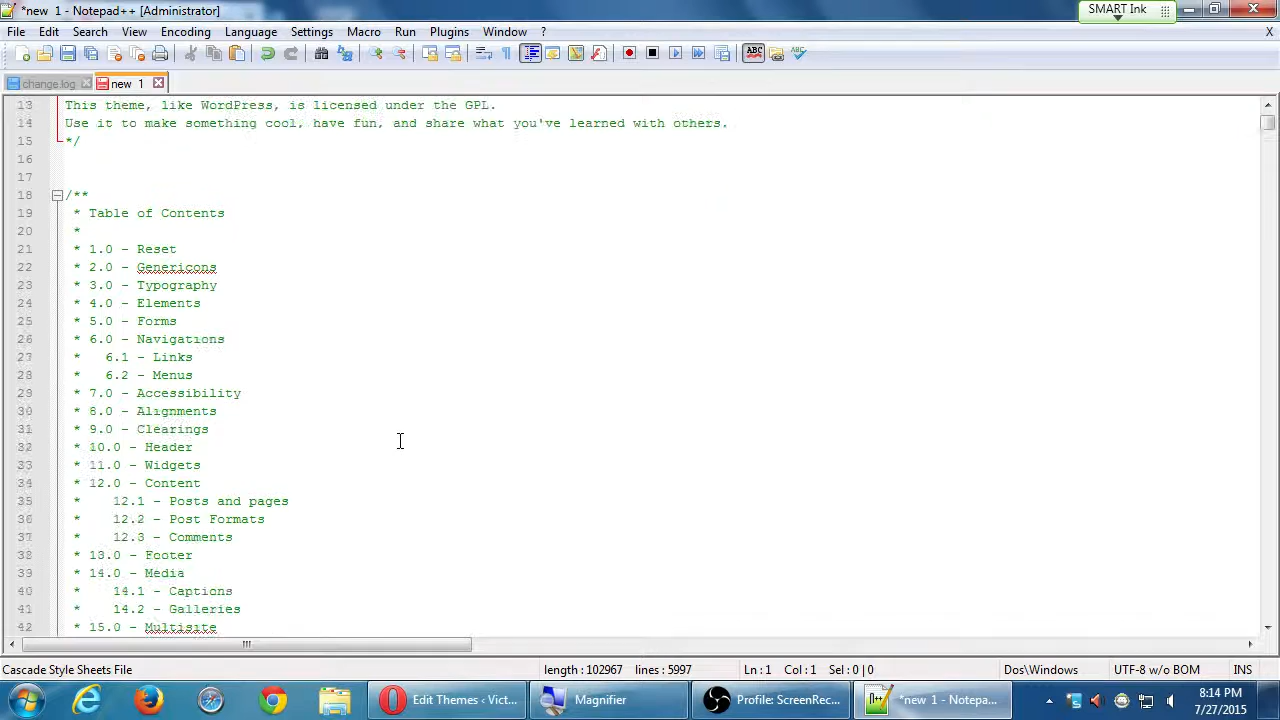 *new 1 - Notepad++ [Administrator]
SMART Ink
File Edit Search View Encoding Language Settings Macro Run Plugins Window ? X
change.log new 1
13 This theme, like WordPress, is licensed under the GPL.
14 Use it to make something cool, have fun, and share what you've learned with others.
15 */
16
17
18 /**
19 * Table of Contents
20 *
21 * 1.0 - Reset
22 * 2.0 - Genericons
23 * 3.0 - Typography
24 * 4.0 - Elements
25 * 5.0 - Forms
26 * 6.0 - Navigations
27 * 6.1 - Links
28 * 6.2 - Menus
29 * 7.0 - Accessibility
30 * 8.0 - Alignments
31 * 9.0 - Clearings
32 * 10.0 - Header
33 * 11.0 - Widgets
34 * 12.0 - Content
35 * 12.1 - Posts and pages
36 * 12.2 - Post Formats
37 * 12.3 - Comments
38 * 13.0 - Footer
39 * 14.0 - Media
40 * 14.1 - Captions
41 * 14.2 - Galleries
42 * 15.0 - Multisite
Cascade Style Sheets File length : 102967 lines : 5997 Ln : 1 Col : 1 Sel : 0 | 0 Dos\Windows UTF-8 w/o BOM INS
Edit Themes ‹ Vict... Magnifier Profile: ScreenRec... *new 1 - Notepa... 8:14 PM
7/27/2015